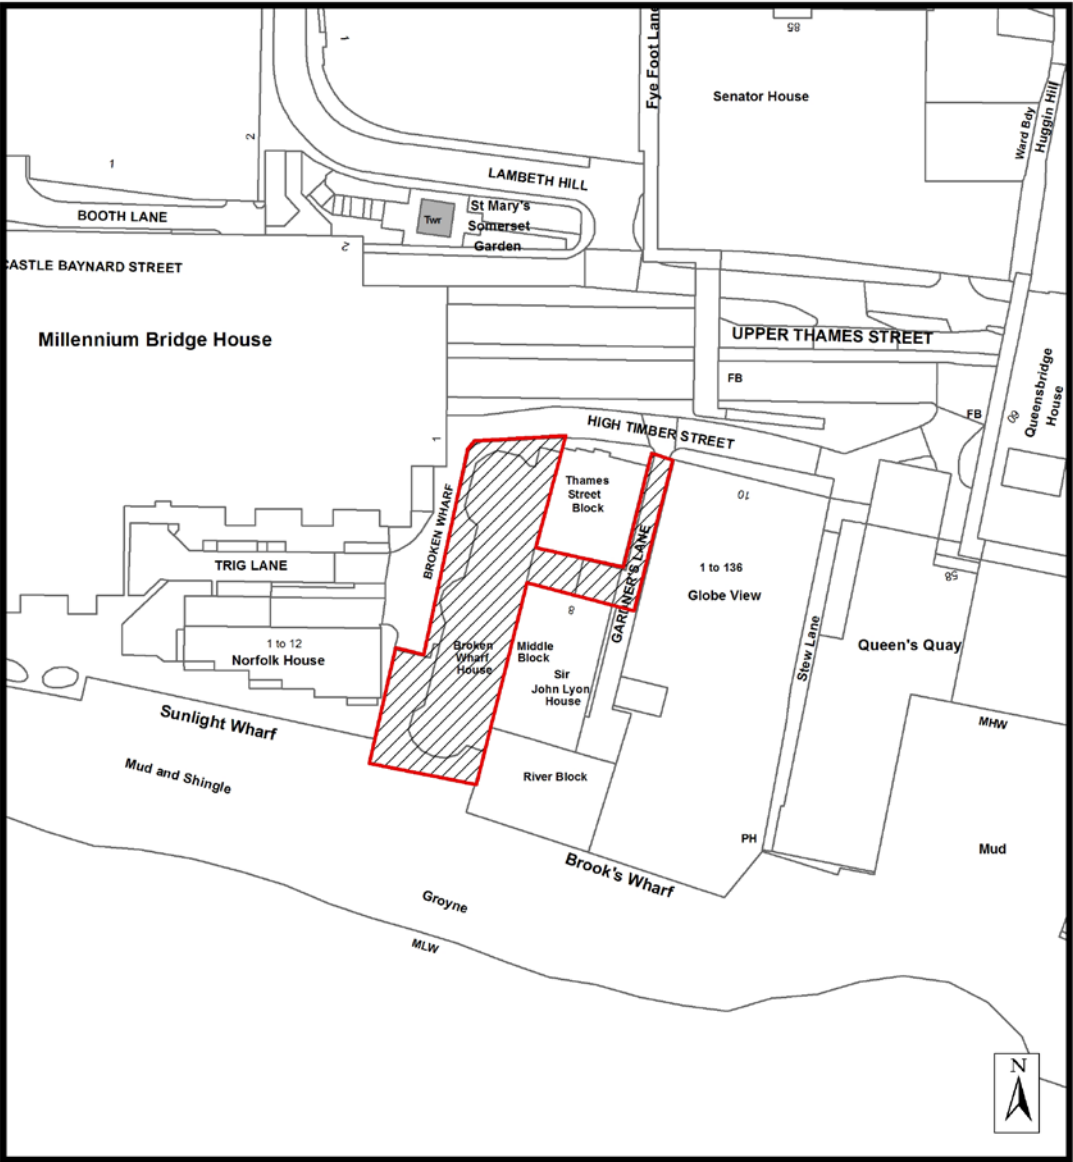 85
Fye Foot Lane
Senator House
Ward Bdy
Huggin Hill
1
2
1
LAMBETH HILL
BOOTH LANE
St Mary's
Somerset
Garden
Twr
2
CASTLE BAYNARD STREET
Millennium Bridge House
UPPER THAMES STREET
FB
FB
Queensbridge
House
60
HIGH TIMBER STREET
1
Thames
Street
Block
10
BROKEN WHARF
GARDNER'S LANE
TRIG LANE
1 to 136
Globe View
58
8
Stew Lane
1 to 12
Norfolk House
Broken
Wharf
House
Middle
Block
Sir
John Lyon
House
Queen's Quay
Sunlight Wharf
MHW
Mud and Shingle
River Block
PH
Mud
Brook's Wharf
Groyne
MLW
N